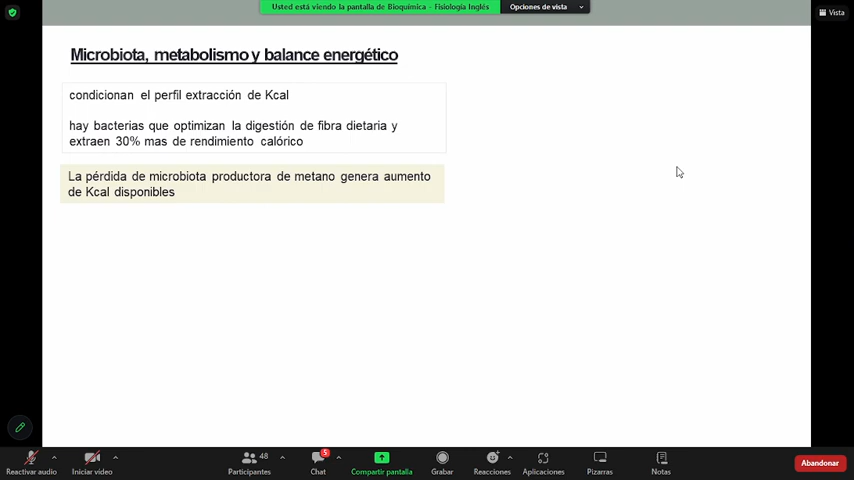 Usted está viendo la pantalla de Bioquímica - Fisiología Inglés
Opciones de vista
Vista
Microbiota, metabolismo y balance energético
condicionan el perfil extracción de Kcal
hay bacterias que optimizan la digestión de fibra dietaria y
extraen 30% mas de rendimiento calórico
La pérdida de microbiota productora de metano genera aumento
de Kcal disponibles
48
5
Reactivar audio
Iniciar video
Participantes
Chat
Compartir pantalla
Grabar
Reacciones
Aplicaciones
Pizarras
Notas
Abandonar